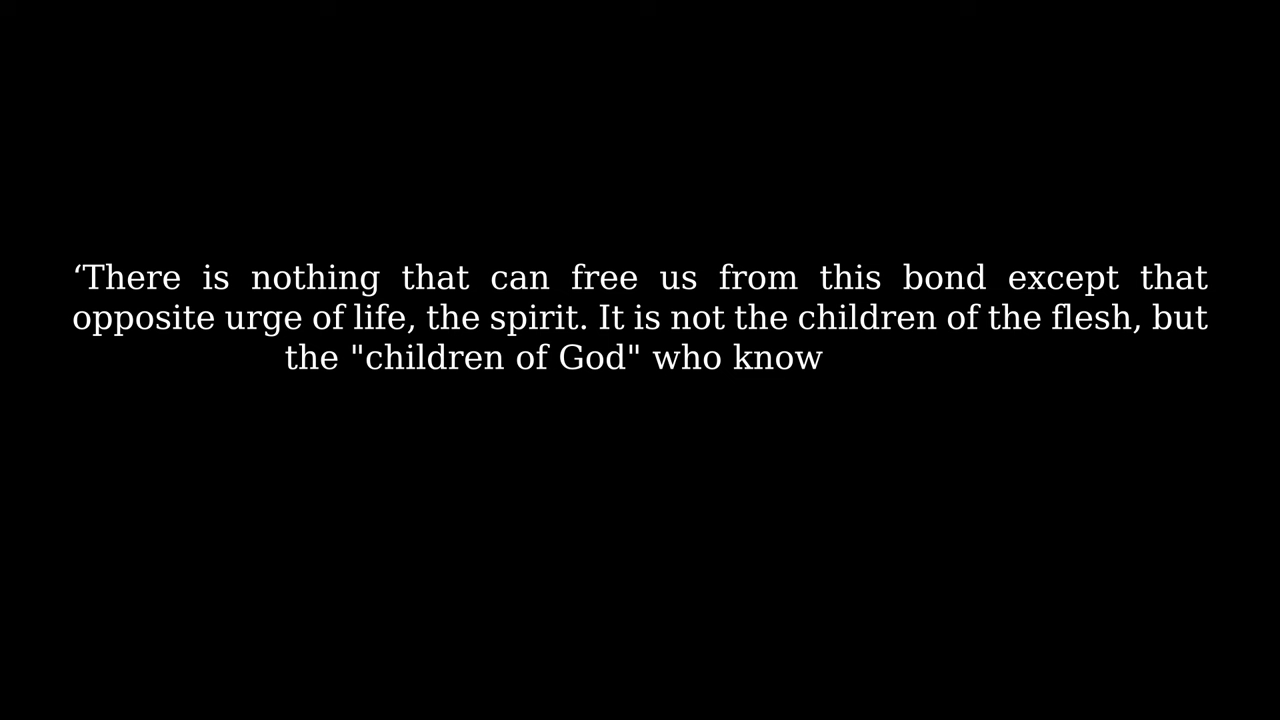 ‘There is nothing that can free us from this bond except that
opposite urge of life, the spirit. It is not the children of the flesh, but
the "children of God" who know